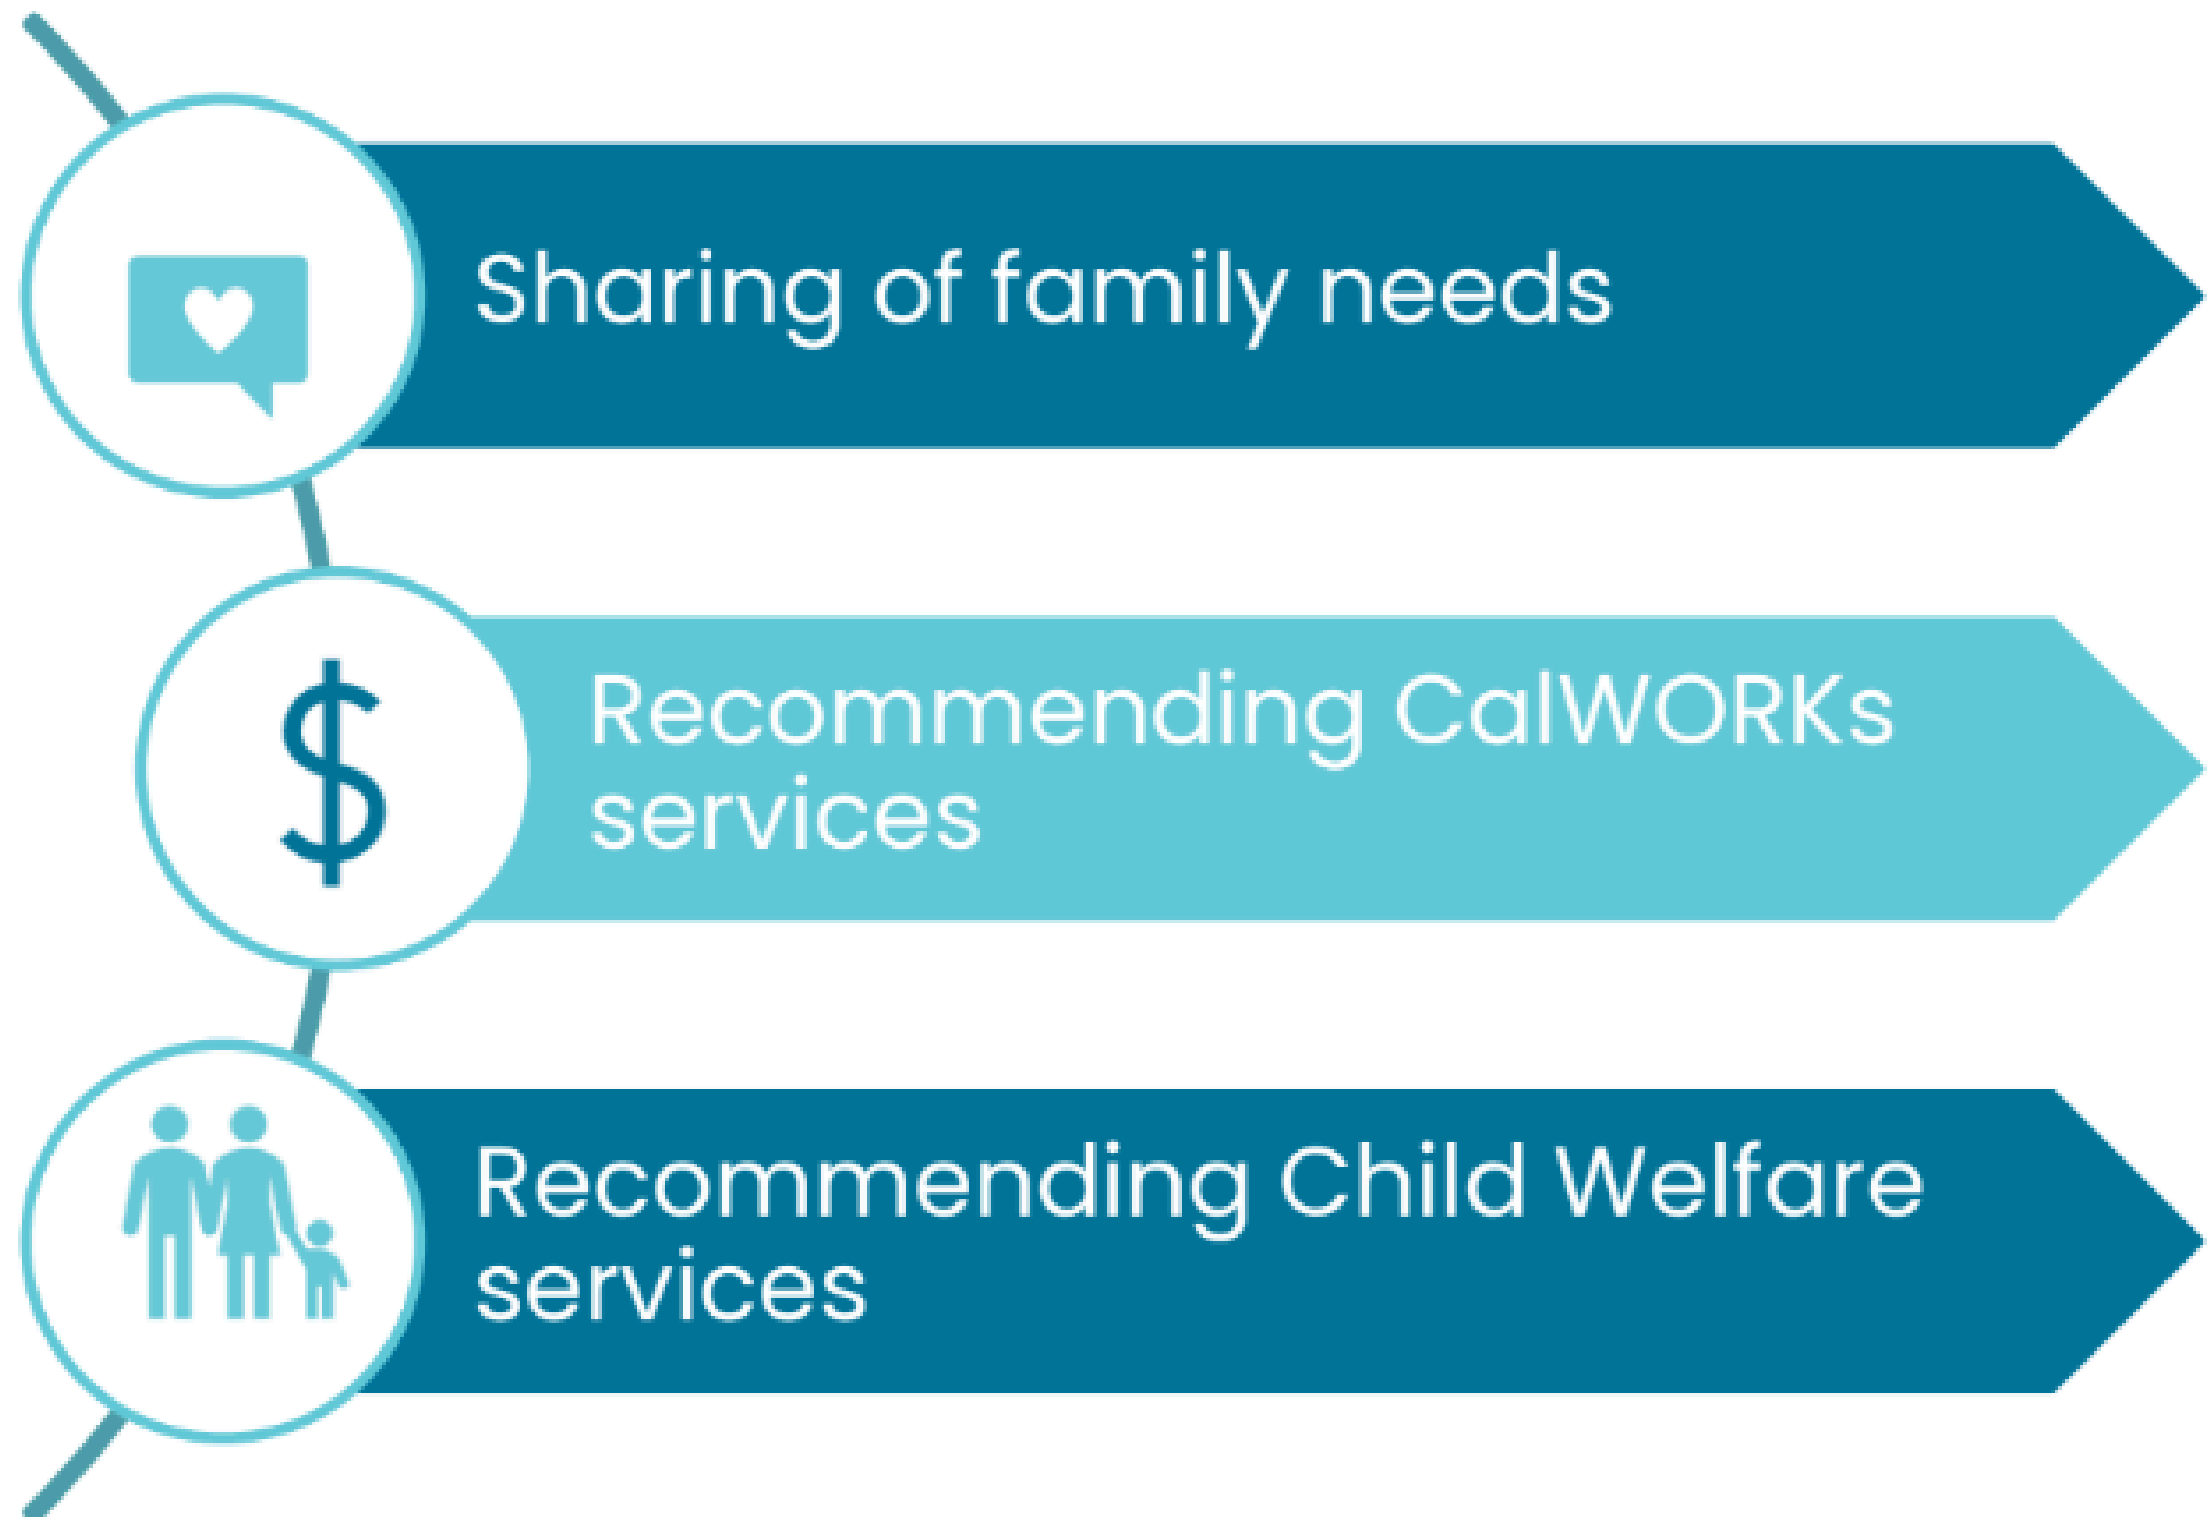 Sharing of family needs
$
Recommending CalWORKs
services
Recommending Child Welfare
services